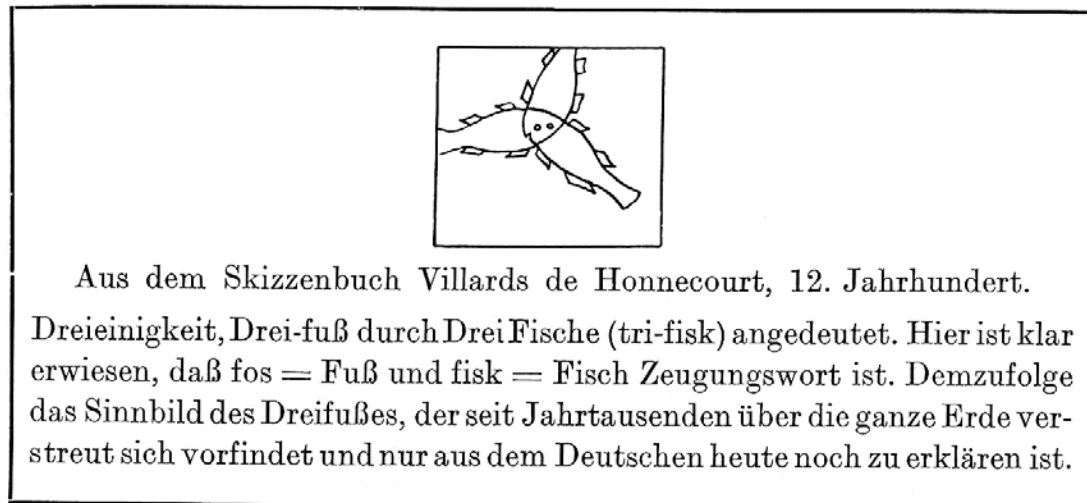 Aus dem Skizzenbuch Villards de Honnecourt, 12. Jahrhundert.
Dreieinigkeit, Drei-fuß durch Drei Fische (tri-fisk) angedeutet. Hier ist klar
erwiesen, daß fos = Fuß und fisk = Fisch Zeugungswort ist. Demzufolge
das Sinnbild des Dreifußes, der seit Jahrtausenden über die ganze Erde ver-
streut sich vorfindet und nur aus dem Deutschen heute noch zu erklären ist.